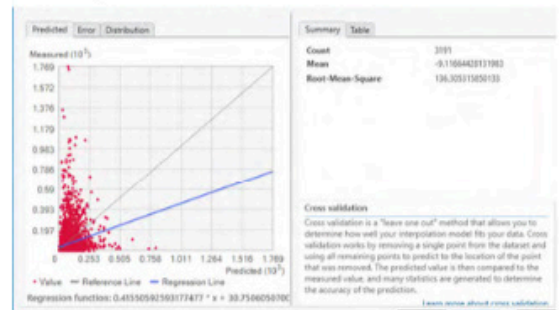 Predicted Error Distribution
Measured (10³)
1.769
1.572
1.376
1.179
0.983
0.786
0.59
0.393
0.197
0 0.253 0.505 0.758 1.011 1.264 1.516 1.769
Predicted (10³)
Value Reference Line Regression Line
Regression function: 0.41550592593177477 * x + 30.7506050700
Summary Table
Count 3191
Mean -9.11664428131983
Root-Mean-Square 136.305315850133
Cross validation
Cross validation is a "leave one out" method that allows you to
determine how well your interpolation model fits your data. Cross
validation works by removing a single point from the dataset and
using all remaining points to predict to the location of the point
that was removed. The predicted value is then compared to the
measured value, and many statistics are generated to determine
the accuracy of the prediction.
Learn more about cross validation